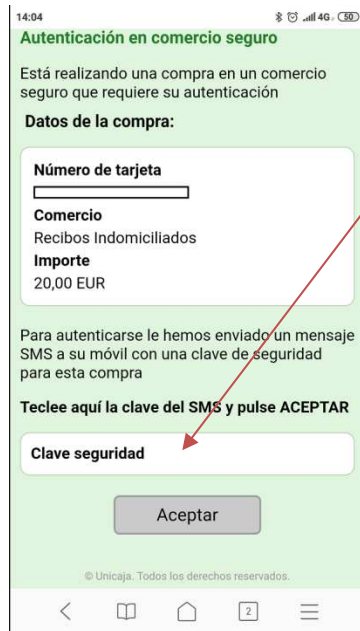 14:04
4G 50
Autenticación en comercio seguro
Está realizando una compra en un comercio
seguro que requiere su autenticación
Datos de la compra:
Número de tarjeta
Comercio
Recibos Indomiciliados
Importe
20,00 EUR
Para autenticarse le hemos enviado un mensaje
SMS a su móvil con una clave de seguridad
para esta compra
Teclee aquí la clave del SMS y pulse ACEPTAR
Clave seguridad
Aceptar
© Unicaja. Todos los derechos reservados.
2